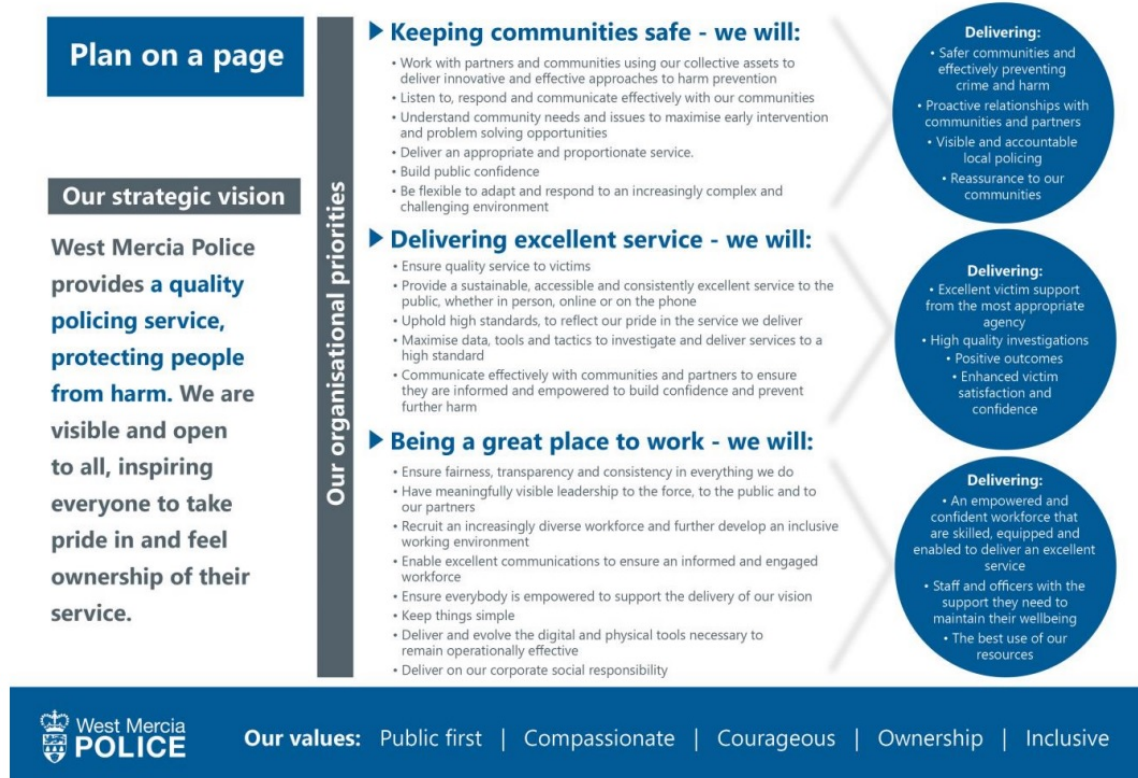 Plan on a page
Our strategic vision
West Mercia Police
provides a quality
policing service,
protecting people
from harm. We are
visible and open
to all, inspiring
everyone to take
pride in and feel
ownership of their
service.
Our organisational priorities
Keeping communities safe - we will:
• Work with partners and communities using our collective assets to
deliver innovative and effective approaches to harm prevention
• Listen to, respond and communicate effectively with our communities
• Understand community needs and issues to maximise early intervention
and problem solving opportunities
• Deliver an appropriate and proportionate service.
• Build public confidence
• Be flexible to adapt and respond to an increasingly complex and
challenging environment
Delivering:
• Safer communities and
effectively preventing
crime and harm
• Proactive relationships with
communities and partners
• Visible and accountable
local policing
• Reassurance to our
communities
Delivering excellent service - we will:
• Ensure quality service to victims
• Provide a sustainable, accessible and consistently excellent service to the
public, whether in person, online or on the phone
• Uphold high standards, to reflect our pride in the service we deliver
• Maximise data, tools and tactics to investigate and deliver services to a
high standard
• Communicate effectively with communities and partners to ensure
they are informed and empowered to build confidence and prevent
further harm
Delivering:
• Excellent victim support
from the most appropriate
agency
• High quality investigations
• Positive outcomes
• Enhanced victim
satisfaction and
confidence
Being a great place to work - we will:
• Ensure fairness, transparency and consistency in everything we do
• Have meaningfully visible leadership to the force, to the public and to
our partners
• Recruit an increasingly diverse workforce and further develop an inclusive
working environment
• Enable excellent communications to ensure an informed and engaged
workforce
• Ensure everybody is empowered to support the delivery of our vision
• Keep things simple
• Deliver and evolve the digital and physical tools necessary to
remain operationally effective
• Deliver on our corporate social responsibility
Delivering:
• An empowered and
confident workforce that
are skilled, equipped and
enabled to deliver an excellent
service
• Staff and officers with the
support they need to
maintain their wellbeing
• The best use of our
resources
West Mercia
POLICE
Our values: Public first | Compassionate | Courageous | Ownership | Inclusive